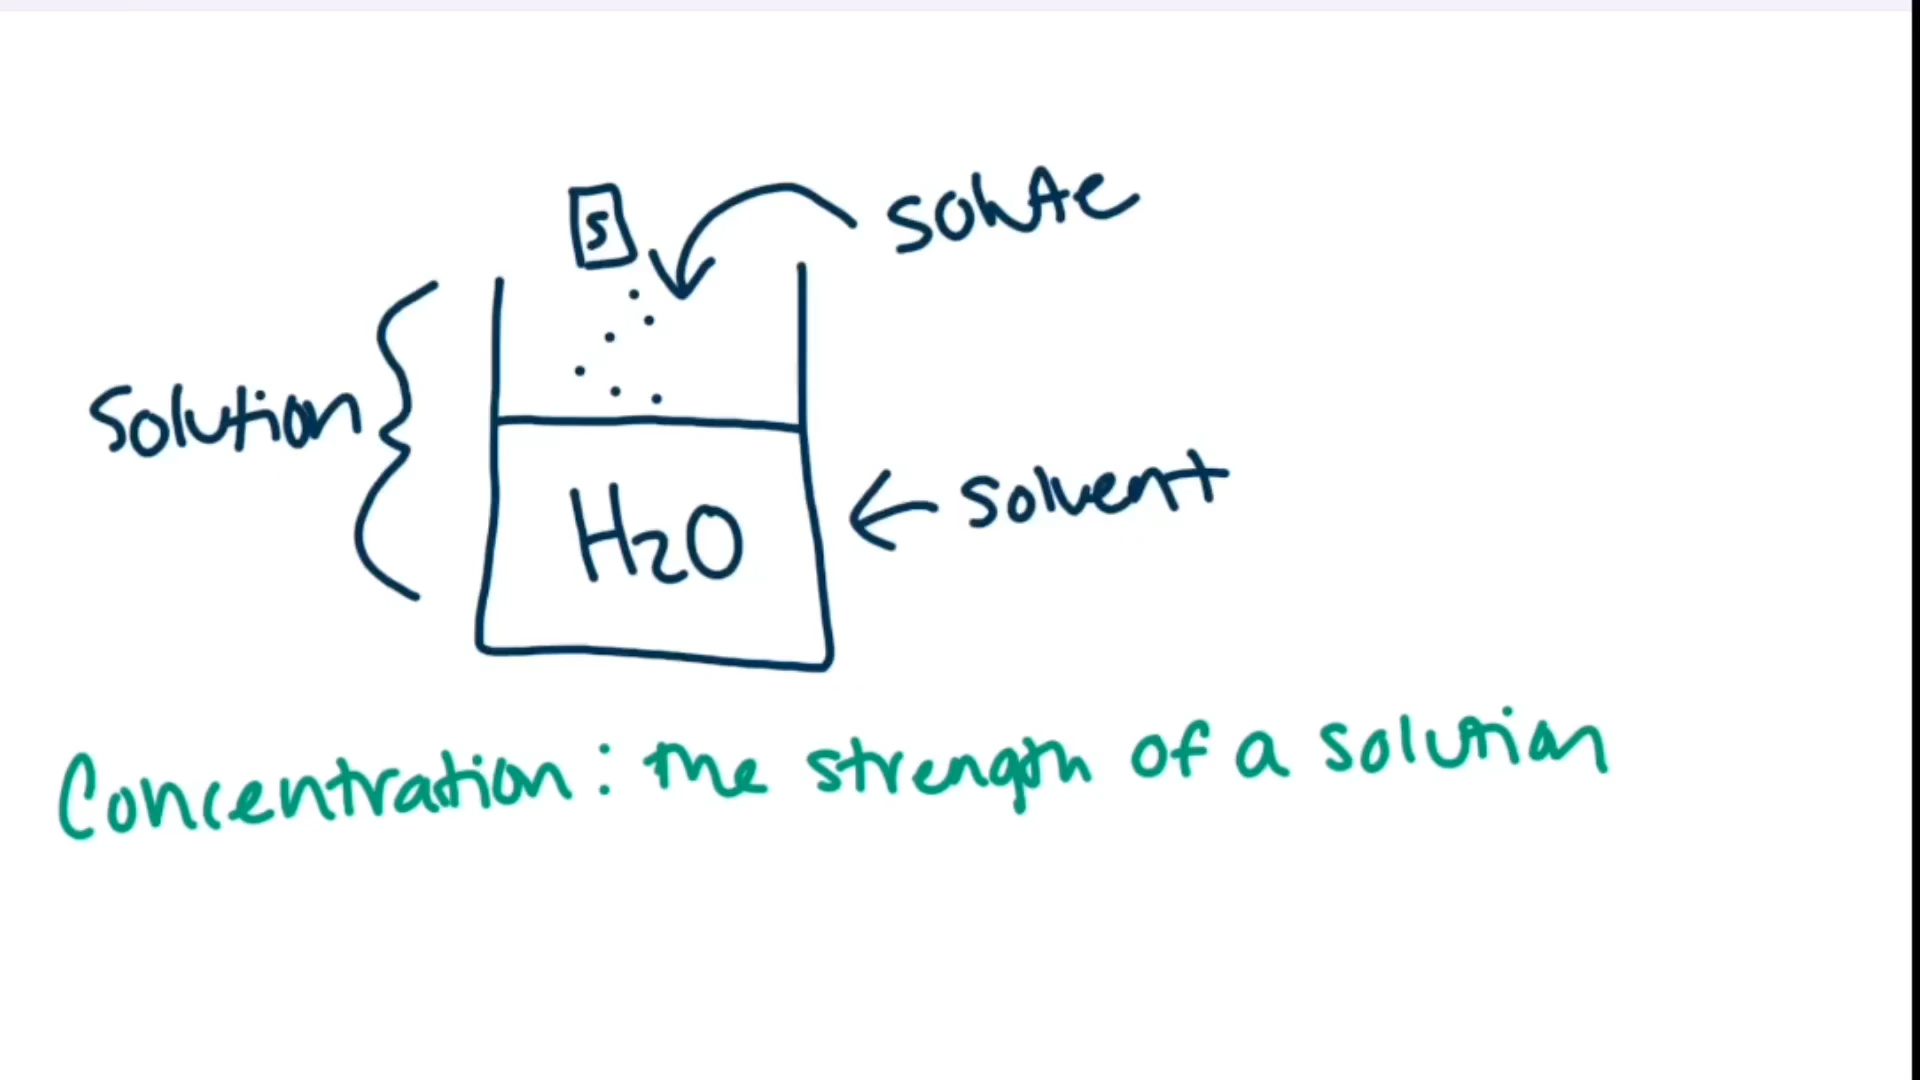 S
solute
Solution
solvent
H2O
Concentration: the strength of a solution